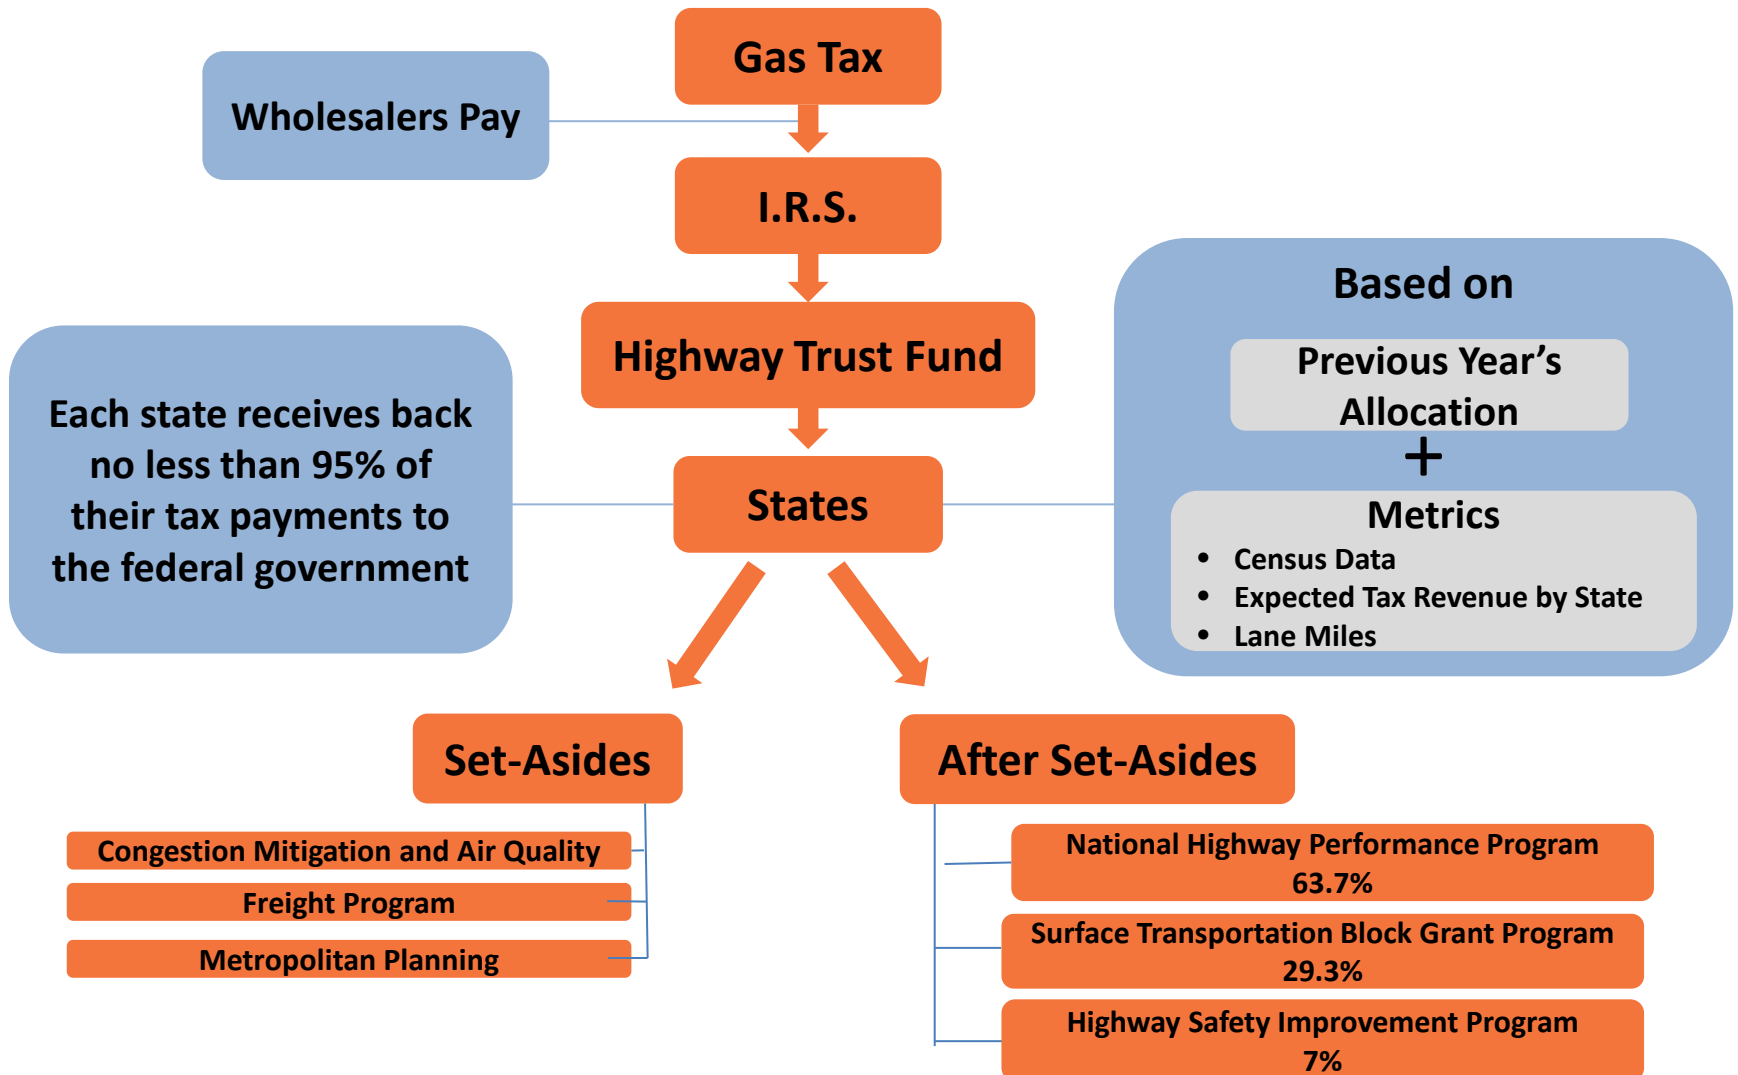 Gas Tax
Wholesalers Pay
I.R.S.
Highway Trust Fund
Each state receives back
no less than 95% of
their tax payments to
the federal government
States
Based on
Previous Year’s
Allocation
+
Metrics
• Census Data
• Expected Tax Revenue by State
• Lane Miles
Set-Asides
Congestion Mitigation and Air Quality
Freight Program
Metropolitan Planning
After Set-Asides
National Highway Performance Program
63.7%
Surface Transportation Block Grant Program
29.3%
Highway Safety Improvement Program
7%